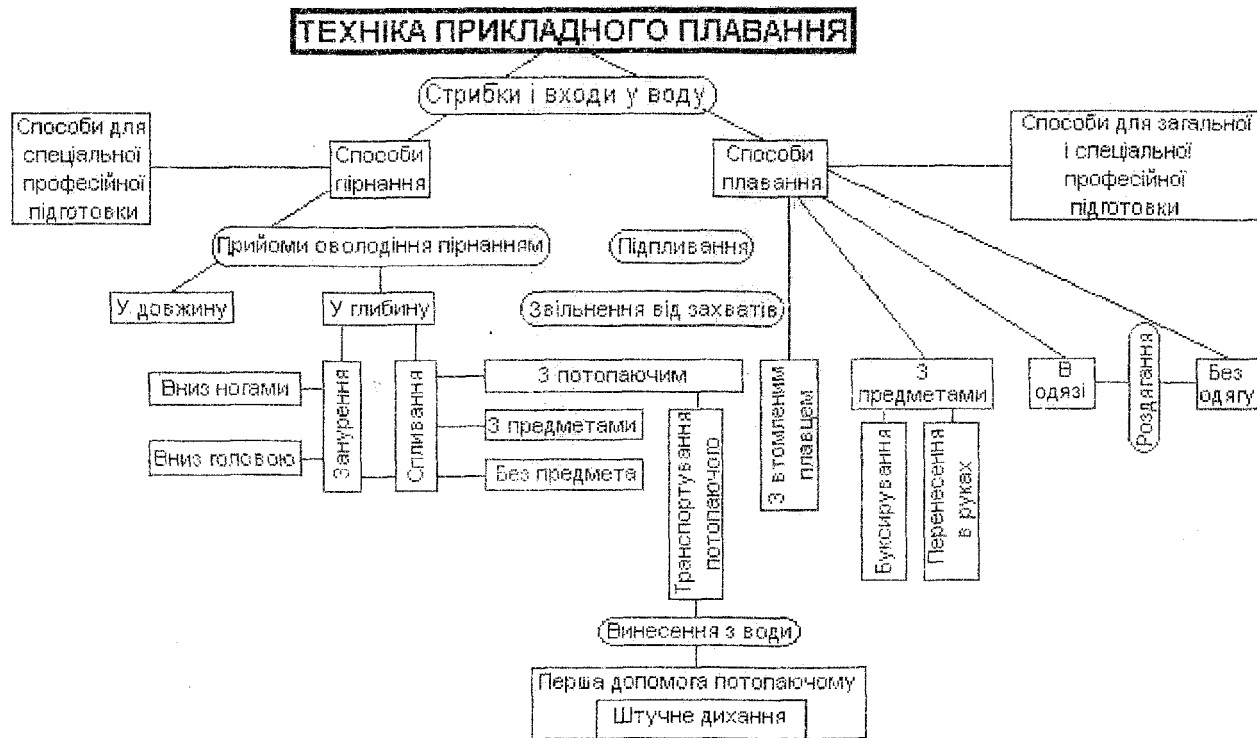 ТЕХНІКА ПРИКЛАДНОГО ПЛАВАННЯ
Стрибки і входи у воду
Способи для
спеціальної
професійної
підготовки
Способи
пірнання
Способи
плавання
Способи для загальної
і спеціальної
професійної
підготовки
Прийоми оволодіння пірнанням
Підпливання
У довжину
У глибину
Звільнення від захватів
Вниз ногами
Вниз головою
Занурення
Спливання
З потопаючим
З предметами
Без предмета
Транспортування
потопаючого
З втомленим
плавцем
З
предметами
Буксирування
Перенесення
в руках
В
одязі
Роздягання
Без
одягу
Винесення з води
Перша допомога потопаючому
Штучне дихання